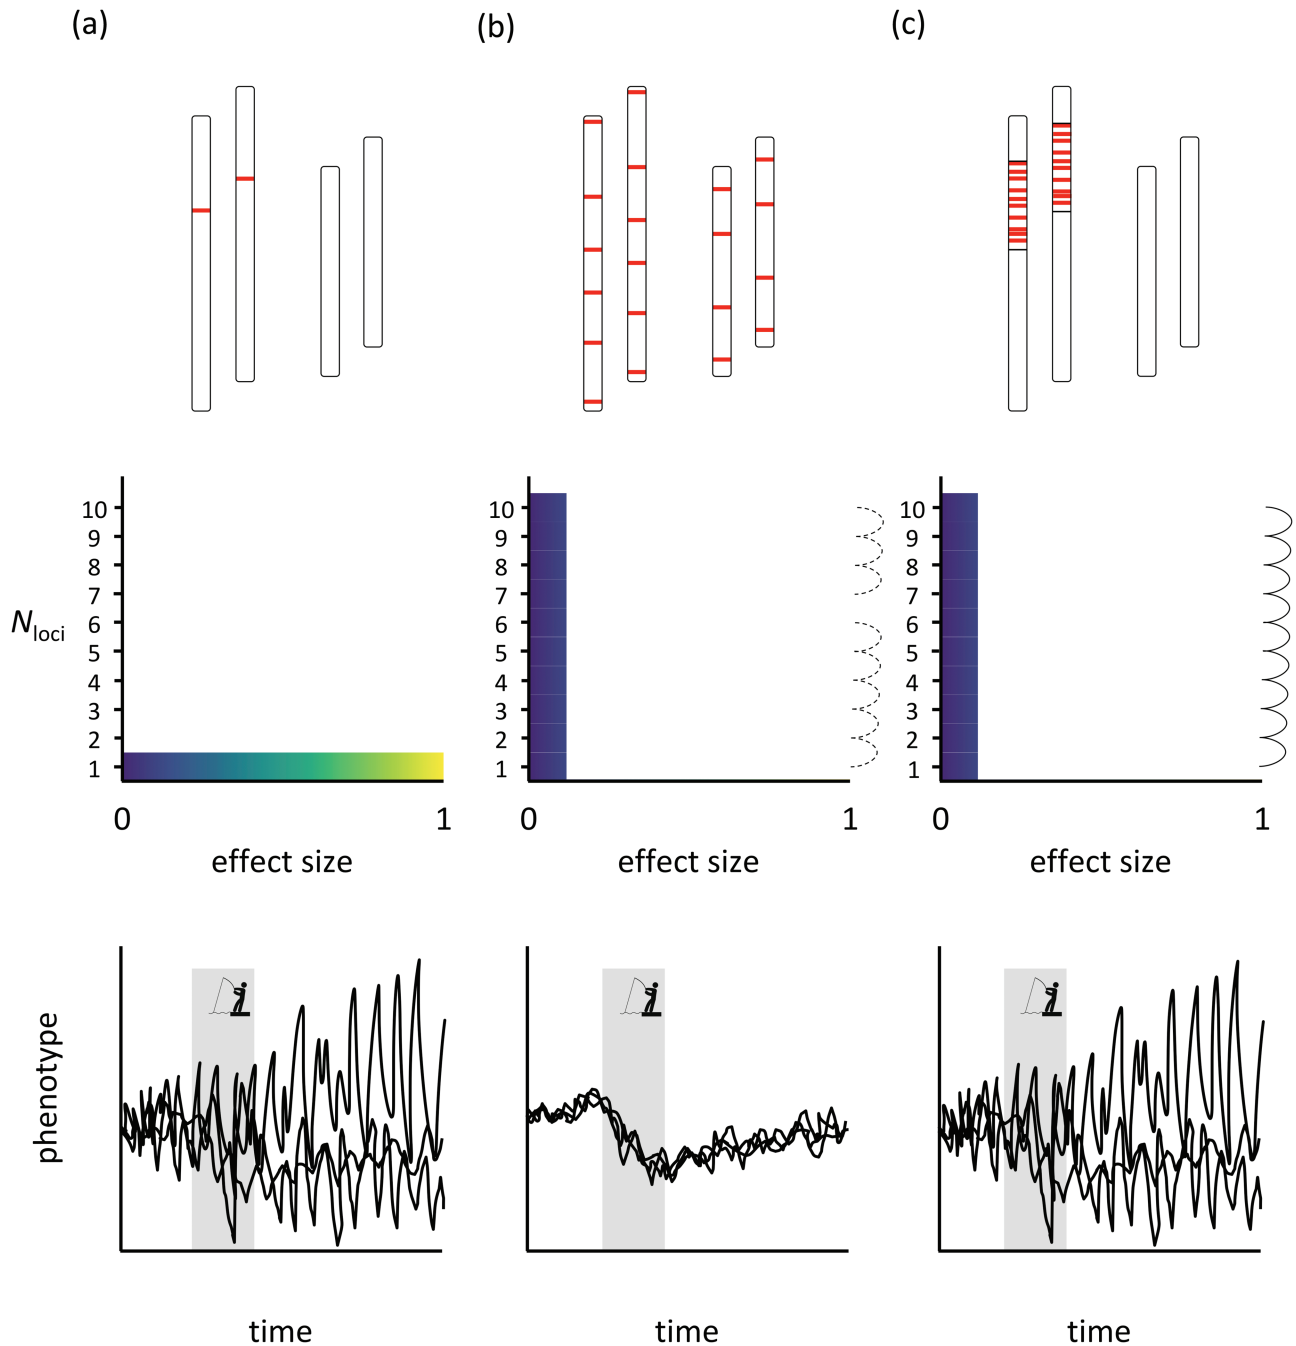 (a) (b) (c)
10 10 10
9 9 9
8 8 8
7 7 7
N_loci 6 6 6
5 5 5
4 4 4
3 3 3
2 2 2
1 1 1
0 1 0 1 0 1
effect size effect size effect size
phenotype
time time time